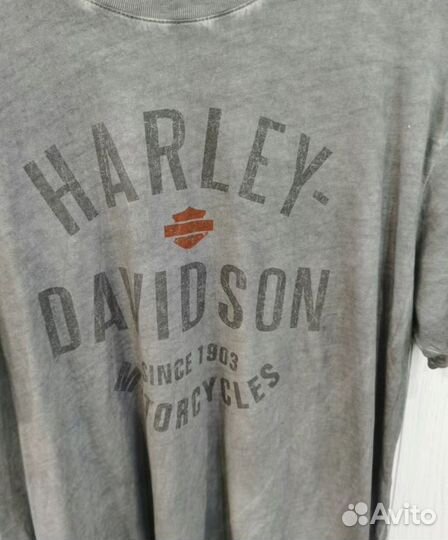 HARLEY-
DAVIDSON
SINCE 1903
MOTORCYCLES
Avito